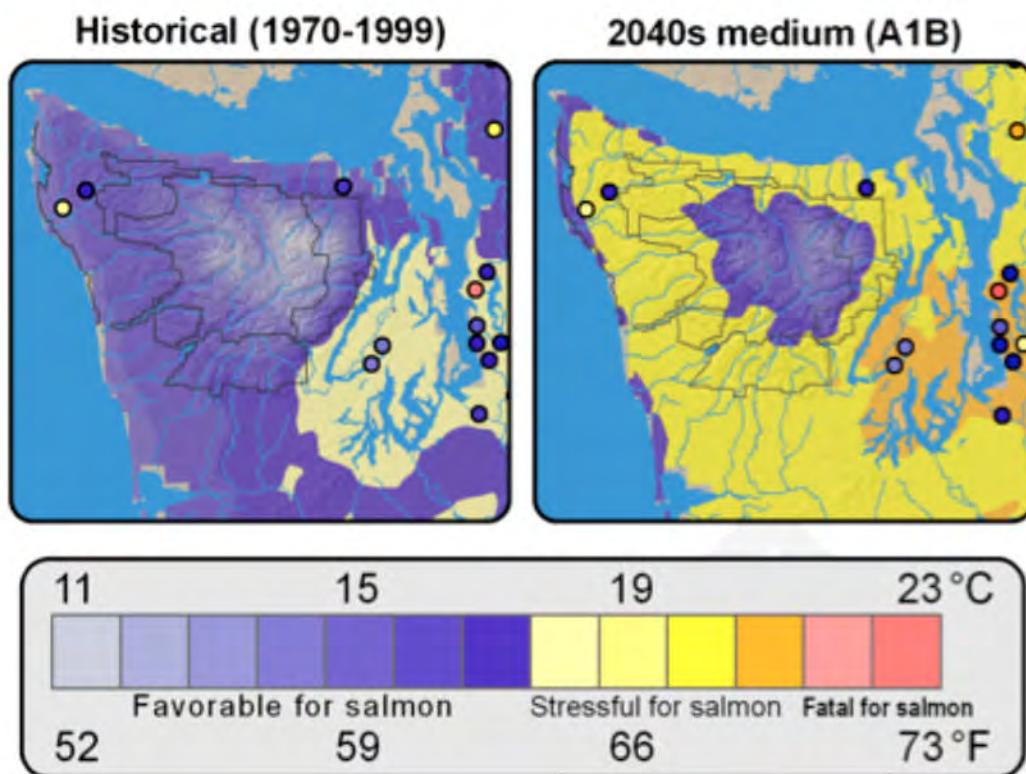 Historical (1970-1999)
2040s medium (A1B)
11 15 19 23 °C
Favorable for salmon Stressful for salmon Fatal for salmon
52 59 66 73 °F